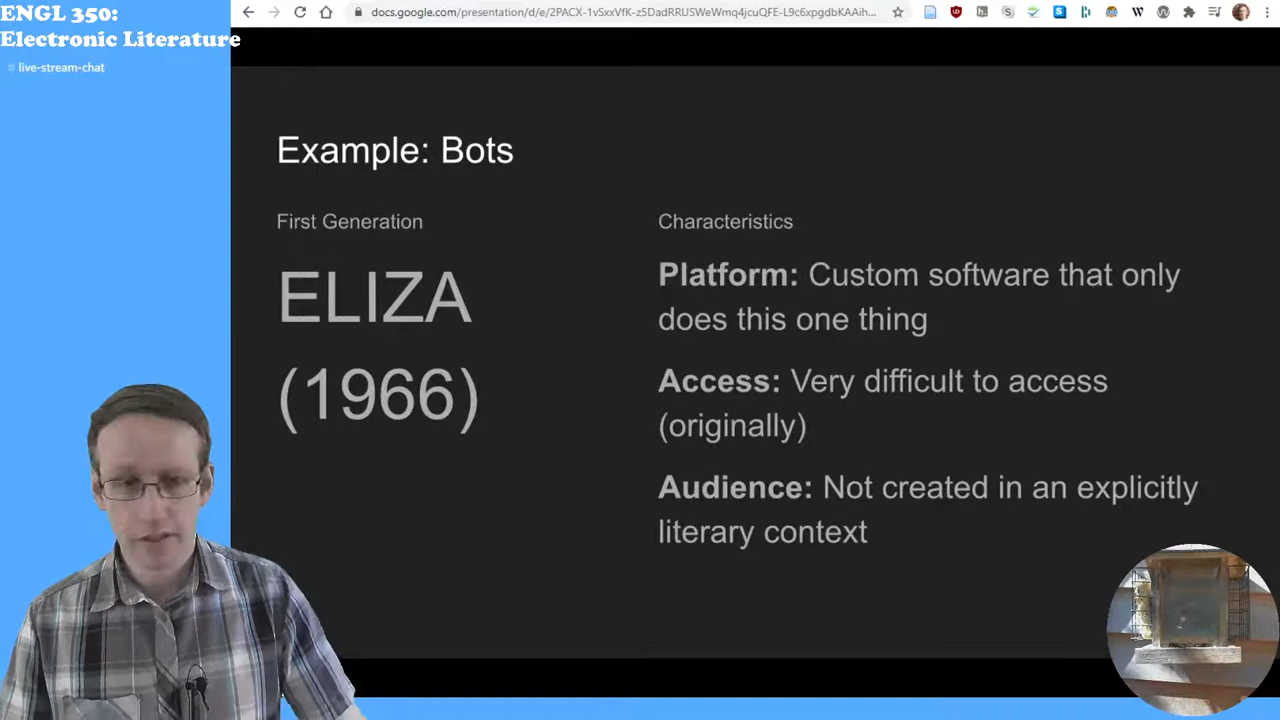 ENGL 350:
Electronic Literature
# live-stream-chat
docs.google.com/presentation/d/e/2PACX-1vSxxVfK-z5DadRRUSWeWmq4jcuQFE-L9c6xpgdbKAAih...
Example: Bots
First Generation
ELIZA
(1966)
Characteristics
Platform: Custom software that only
does this one thing
Access: Very difficult to access
(originally)
Audience: Not created in an explicitly
literary context